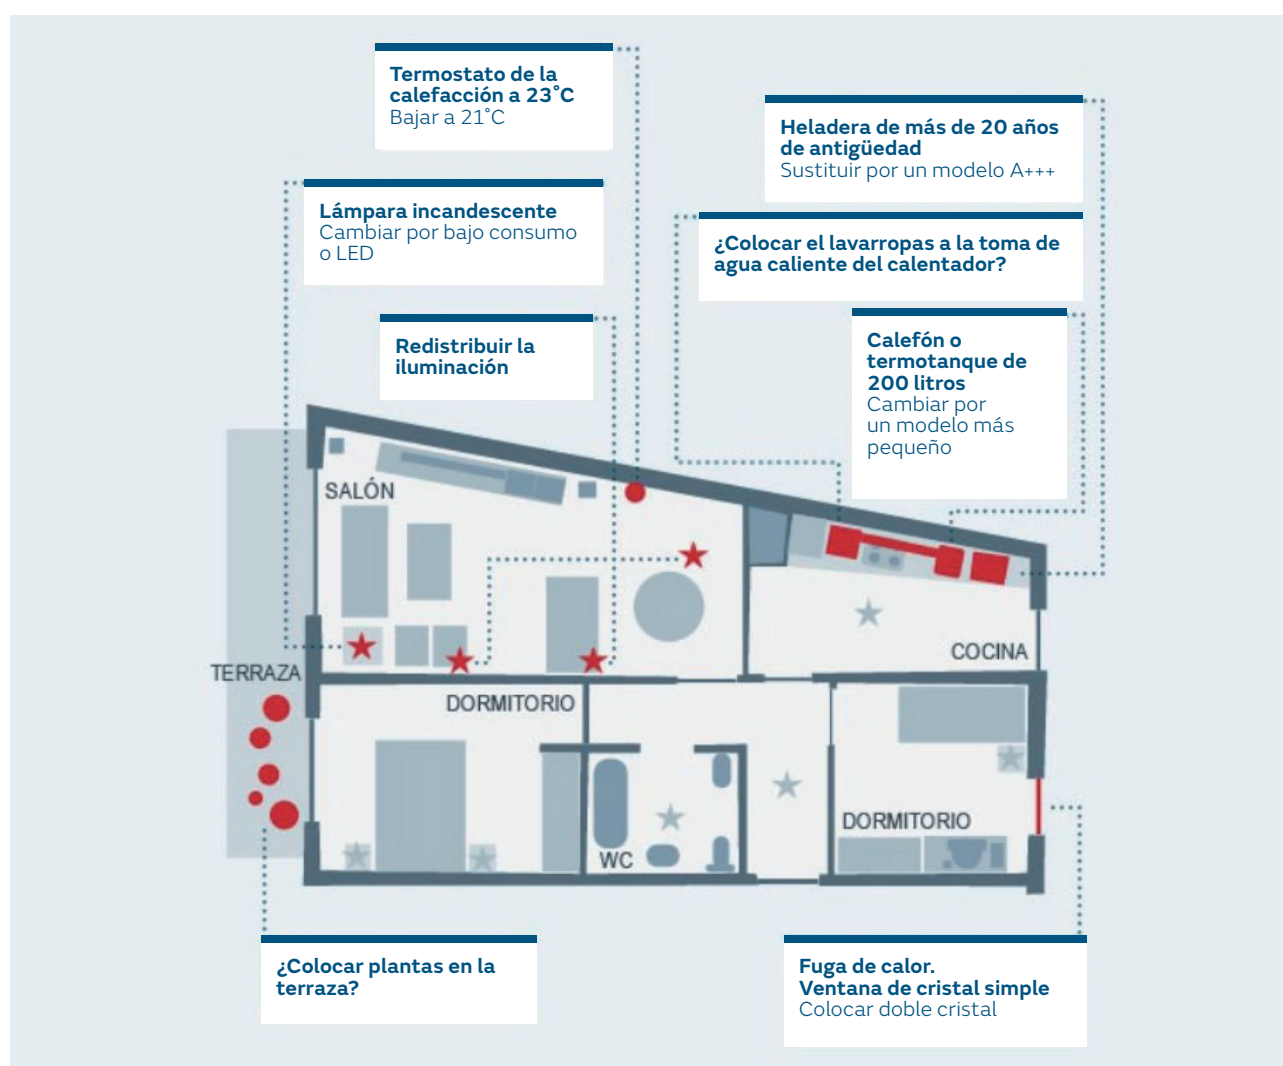 Termostato de la
calefacción a 23˚C
Bajar a 21˚C
Heladera de más de 20 años
de antigüedad
Sustituir por un modelo A+++
Lámpara incandescente
Cambiar por bajo consumo
o LED
¿Colocar el lavarropas a la toma de
agua caliente del calentador?
Redistribuir la
iluminación
Calefón o
termotanque de
200 litros
Cambiar por
un modelo más
pequeño
SALÓN
COCINA
TERRAZA
DORMITORIO
DORMITORIO
WC
¿Colocar plantas en la
terraza?
Fuga de calor.
Ventana de cristal simple
Colocar doble cristal